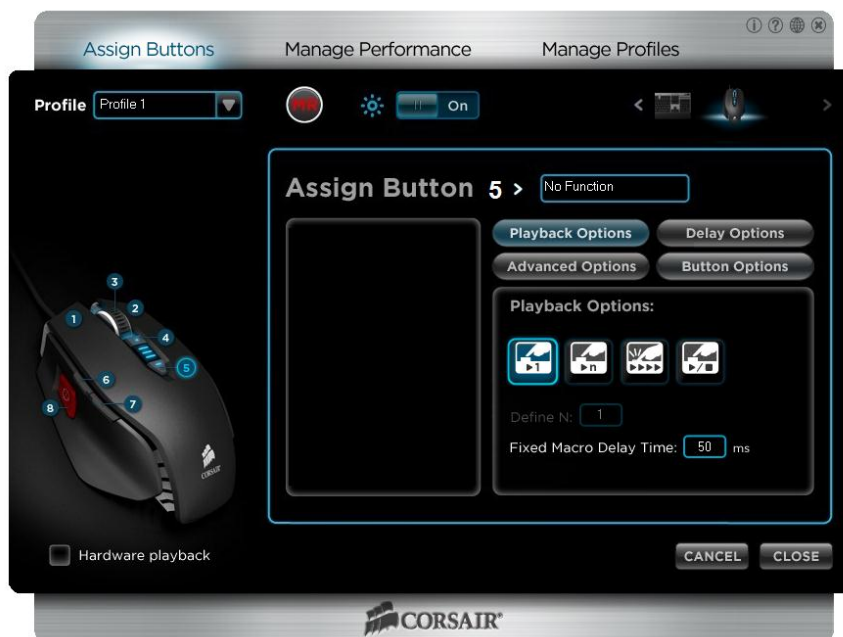 Assign Buttons
Manage Performance
Manage Profiles
Profile
Profile 1
MR
On
Assign Button 5 >
No Function
Playback Options
Delay Options
Advanced Options
Button Options
Playback Options:
▶1
▶n
Define N: 1
Fixed Macro Delay Time: 50 ms
1
2
3
4
5
6
7
8
CORSAIR
Hardware playback
CANCEL
CLOSE
CORSAIR